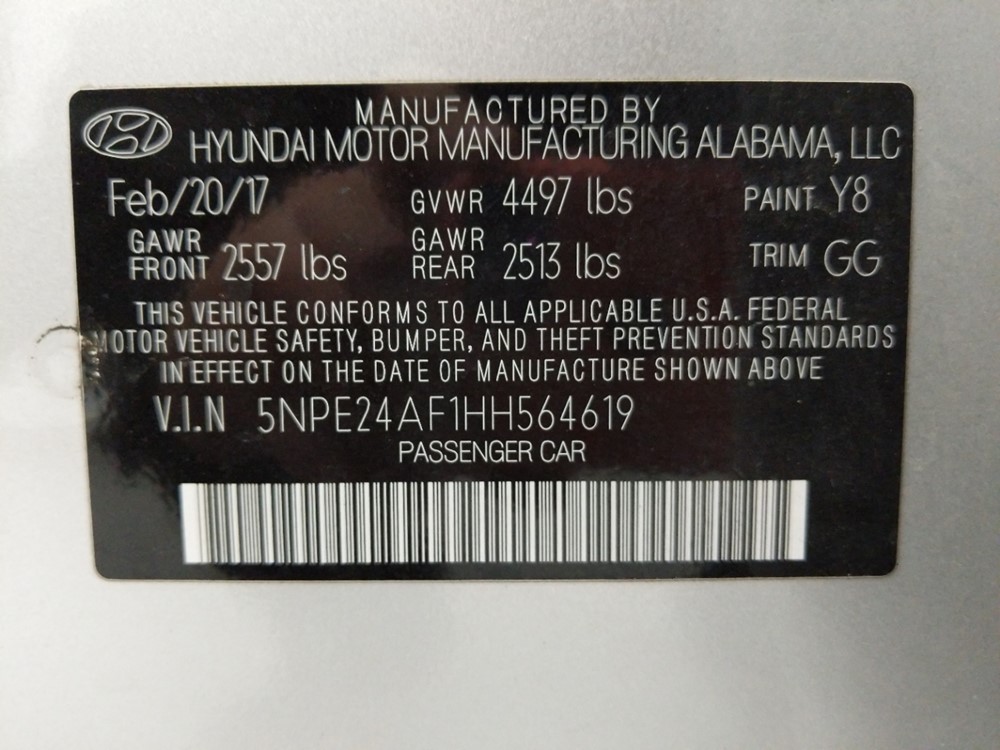 MANUFACTURED BY
HYUNDAI MOTOR MANUFACTURING ALABAMA, LLC
Feb/20/17 GVWR 4497 lbs PAINT Y8
GAWR FRONT 2557 lbs GAWR REAR 2513 lbs TRIM GG
THIS VEHICLE CONFORMS TO ALL APPLICABLE U.S.A. FEDERAL
MOTOR VEHICLE SAFETY, BUMPER, AND THEFT PREVENTION STANDARDS
IN EFFECT ON THE DATE OF MANUFACTURE SHOWN ABOVE
V.I.N 5NPE24AF1HH564619
PASSENGER CAR